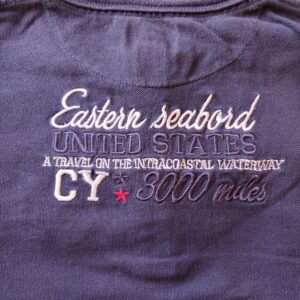 Eastern seabord
UNITED STATES
A TRAVEL ON THE INTRACOASTAL WATERWAY
CY 3000 miles